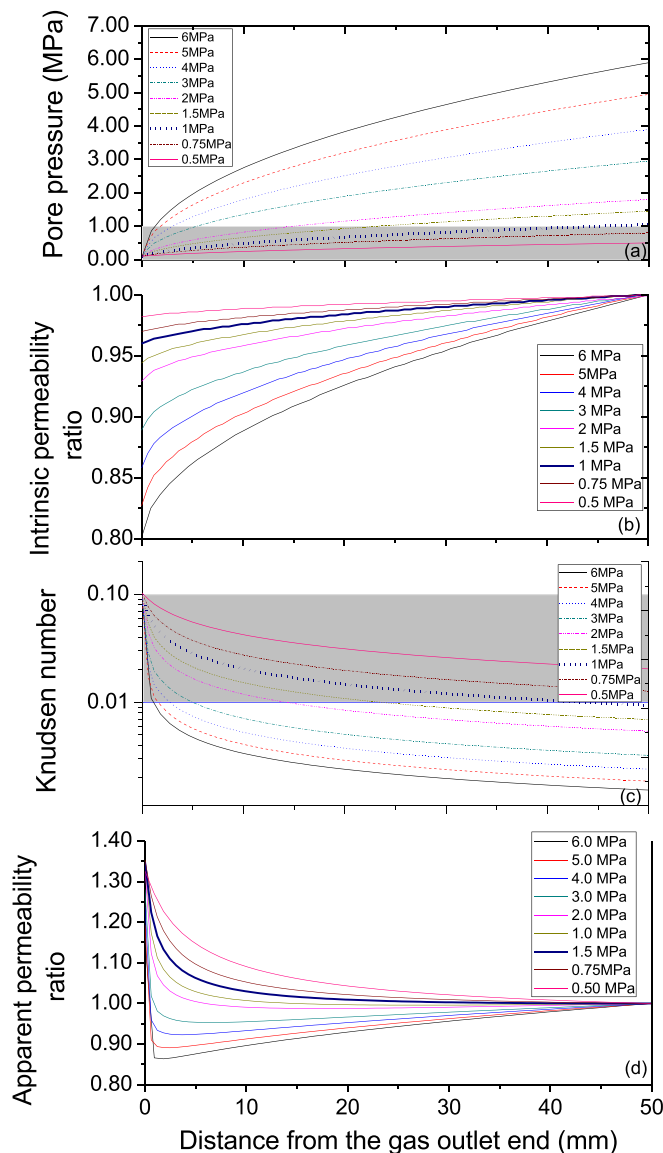 Pore pressure (MPa)
7.00
6.00
5.00
4.00
3.00
2.00
1.00
0.00
6MPa
5MPa
4MPa
3MPa
2MPa
1.5MPa
1MPa
0.75MPa
0.5MPa
(a)
Intrinsic permeability
ratio
1.00
0.95
0.90
0.85
0.80
6 MPa
5MPa
4 MPa
3 MPa
2 MPa
1.5 MPa
1 MPa
0.75 MPa
0.5 MPa
(b)
Knudsen number
0.10
0.01
6MPa
5MPa
4MPa
3MPa
2MPa
1.5MPa
1MPa
0.75MPa
0.5MPa
(c)
Apparent permeability
ratio
1.40
1.30
1.20
1.10
1.00
0.90
0.80
6.0 MPa
5.0 MPa
4.0 MPa
3.0 MPa
2.0 MPa
1.0 MPa
1.5 MPa
0.75MPa
0.50 MPa
(d)
0 10 20 30 40 50
Distance from the gas outlet end (mm)